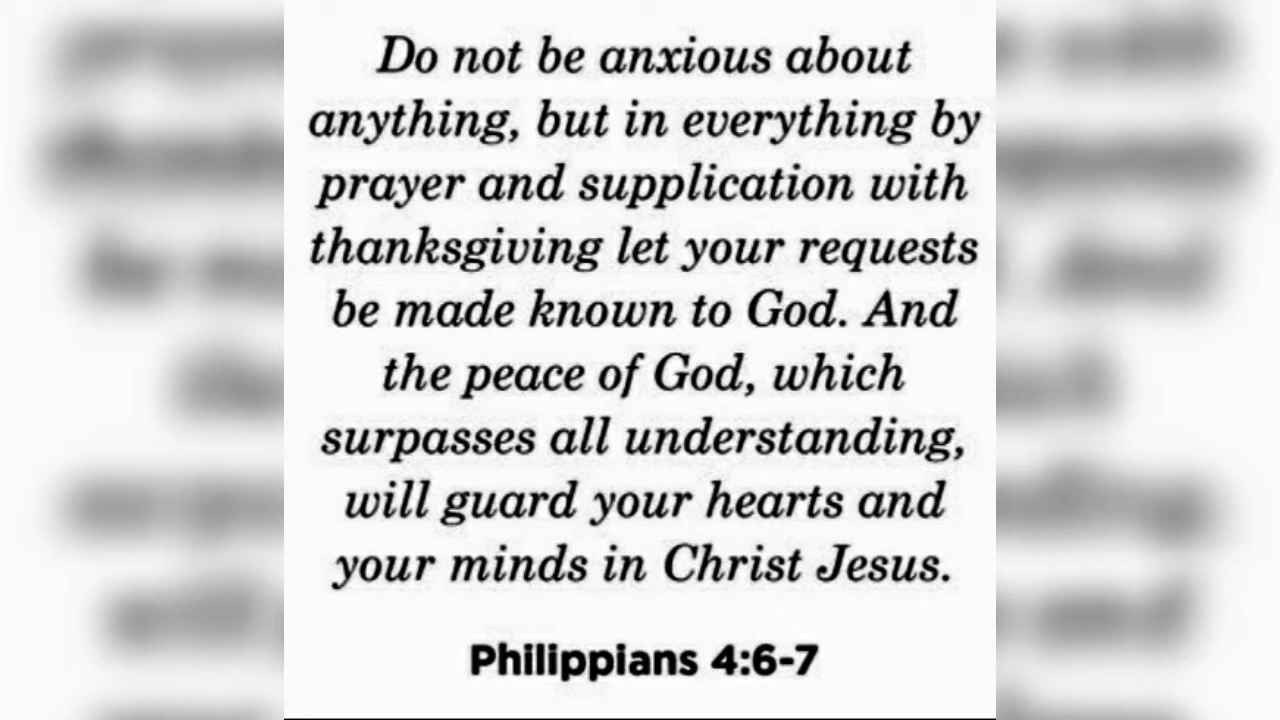 Do not be anxious about
anything, but in everything by
prayer and supplication with
thanksgiving let your requests
be made known to God. And
the peace of God, which
surpasses all understanding,
will guard your hearts and
your minds in Christ Jesus.
Philippians 4:6-7